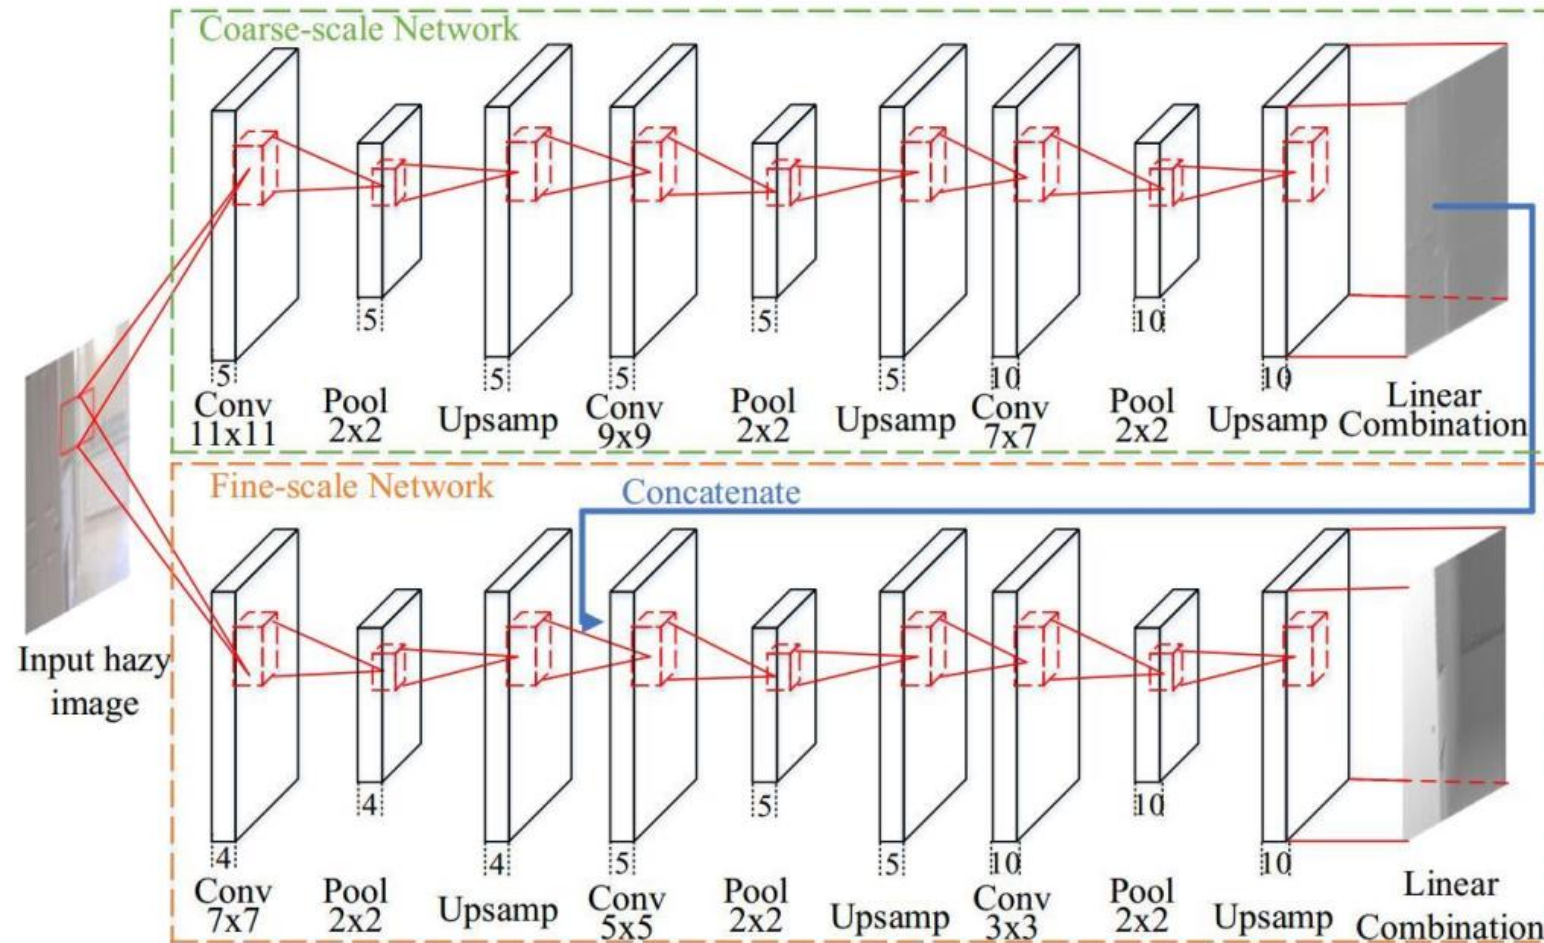 Coarse-scale Network
5
5
5
5
5
5
10
10
10
Conv
11x11
Pool
2x2
Upsamp
Conv
9x9
Pool
2x2
Upsamp
Conv
7x7
Pool
2x2
Upsamp
Linear
Combination
Input hazy
image
Fine-scale Network
Concatenate
4
4
4
5
5
5
10
10
10
Conv
7x7
Pool
2x2
Upsamp
Conv
5x5
Pool
2x2
Upsamp
Conv
3x3
Pool
2x2
Upsamp
Linear
Combination